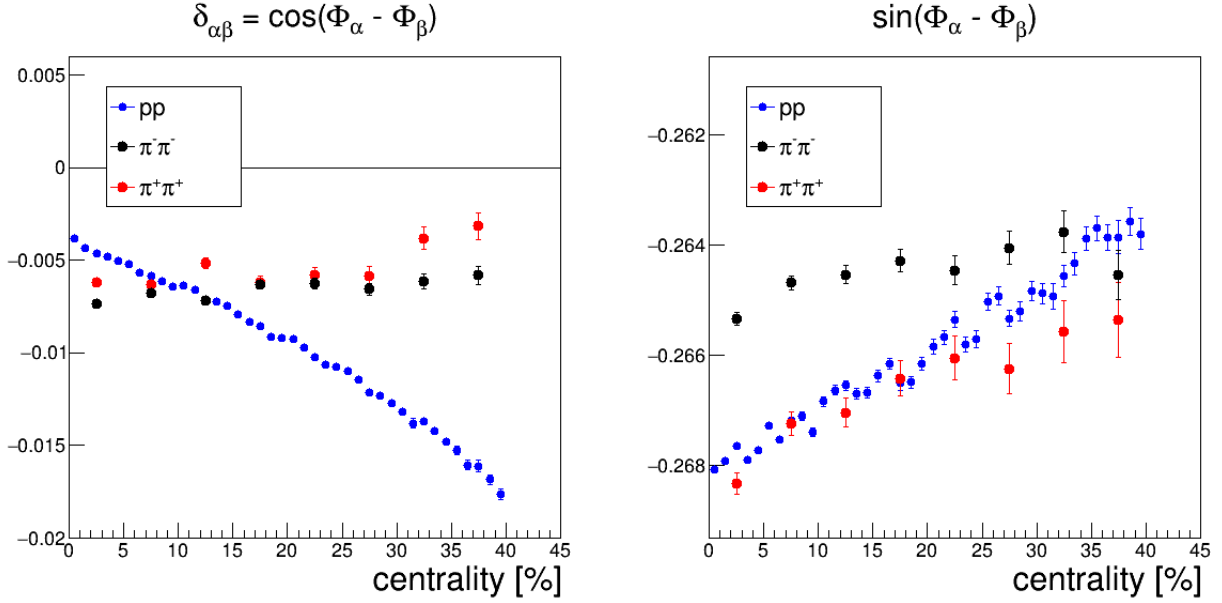 δαβ = cos(Φα - Φβ)
0.005
0
−0.005
−0.01
−0.015
−0.02
pp
π⁻π⁻
π⁺π⁺
0 5 10 15 20 25 30 35 40 45
centrality [%]
sin(Φα - Φβ)
−0.262
−0.264
−0.266
−0.268
pp
π⁻π⁻
π⁺π⁺
0 5 10 15 20 25 30 35 40 45
centrality [%]